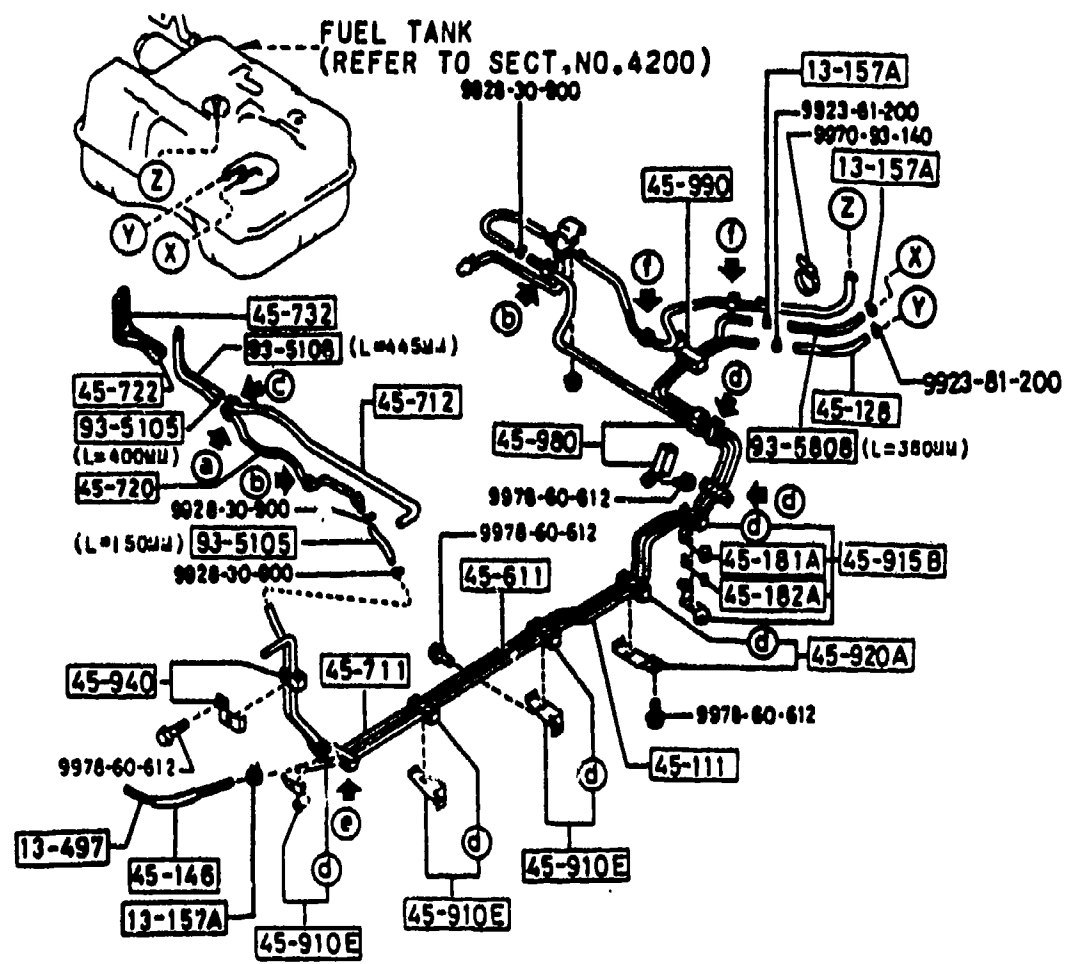 FUEL TANK
(REFER TO SECT.NO.4200)
9928-30-900
13-157A
9923-81-200
9970-93-140
13-157A
45-990
Y
Z
Z
Y
X
f
f
X
Y
b
45-732
93-5108 (L=445MM)
c
45-722
45-712
d
9923-81-200
93-5105
(L=400MM)
a
45-128
45-980
93-5808 (L=380MM)
45-720
b
9978-60-612
d
9928-30-900
d
(L=150MM) 93-5105
9978-60-612
45-181A
45-915B
9928-30-900
45-611
45-182A
d
45-920A
45-940
45-711
9978-60-612
9978-60-612
45-111
d
e
13-497
d
45-146
d
45-910E
13-157A
45-910E
45-910E